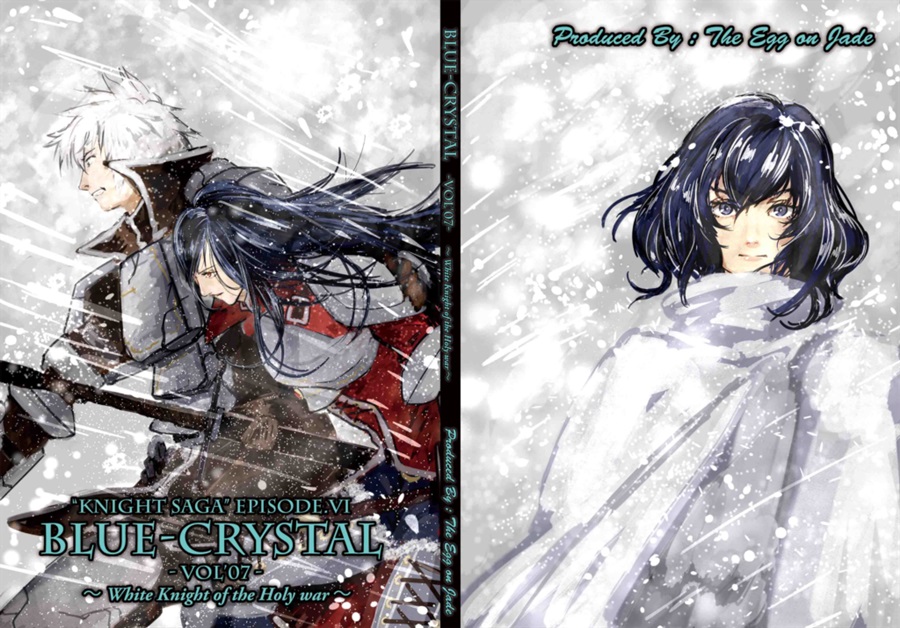 "KNIGHT SAGA" EPISODE.VI
BLUE-CRYSTAL
- VOL'07 -
～ White Knight of the Holy war ～
BLUE-CRYSTAL -VOL'07- ～ White Knight of the Holy war～ Produced By : The Egg on Jade
Produced By : The Egg on Jade